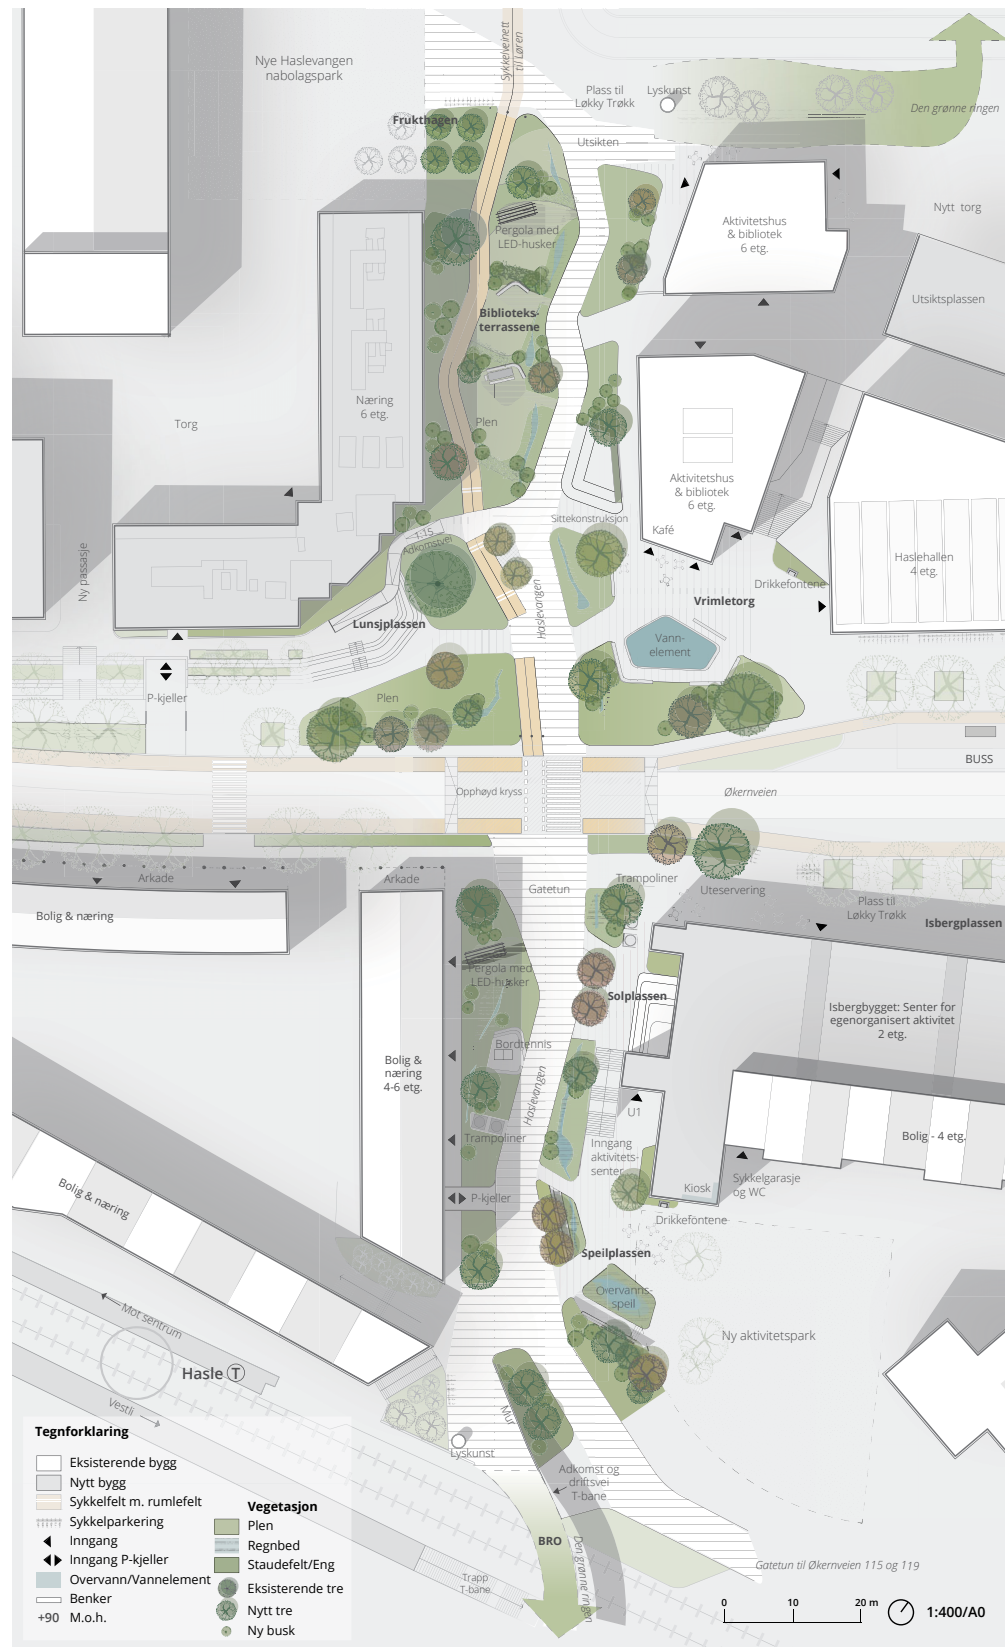 Sykkelveinett
til Løren
Nye Haslevangen
nabolagspark
Plass til
Løkky Trøkk
Lyskunst
Den grønne ringen
Frukthagen
Utsikten
Nytt torg
Aktivitetshus
& bibliotek
6 etg.
Pergola med
LED-husker
Utsiktsplassen
Biblioteks-
terrassene
Næring
6 etg.
Torg
Plen
Aktivitetshus
& bibliotek
6 etg.
Sittekonstruksjon
Kafé
1:15
Adkomstvei
Haslehallen
4 etg.
Ny passasje
Drikkefontene
Haslevangen
Vrimletorg
Lunsjplassen
Vann-
element
P-kjeller
Plen
BUSS
Opphøyd kryss
Økernveien
Arkade
Arkade
Gatetun
Trampoliner
Uteservering
Plass til
Løkky Trøkk
Isbergplassen
Bolig & næring
Pergola med
LED-husker
Solplassen
Isbergbygget: Senter for
egenorganisert aktivitet
2 etg.
Bordtennis
Bolig &
næring
4-6 etg.
Haslevangen
U1
Trampoliner
Inngang
aktivitets-
senter
Bolig - 4 etg.
Sykkelgarasje
og WC
Kiosk
P-kjeller
Bolig & næring
Drikkefontene
Speilplassen
Overvanns-
speil
Mot sentrum
Ny aktivitetspark
Hasle T
Vestli
Mur
Lyskunst
Adkomst og
driftsvei
T-bane
BRO
Den grønne ringen
Trapp
T-bane
Gatetun til Økernveien 115 og 119
Tegnforklaring
Eksisterende bygg
Nytt bygg
Sykkelfelt m. rumlefelt
Sykkelparkering
Inngang
Inngang P-kjeller
Overvann/Vannelement
Benker
+90 M.o.h.
Vegetasjon
Plen
Regnbed
Staudefelt/Eng
Eksisterende tre
Nytt tre
Ny busk
0 10 20 m
1:400/A0